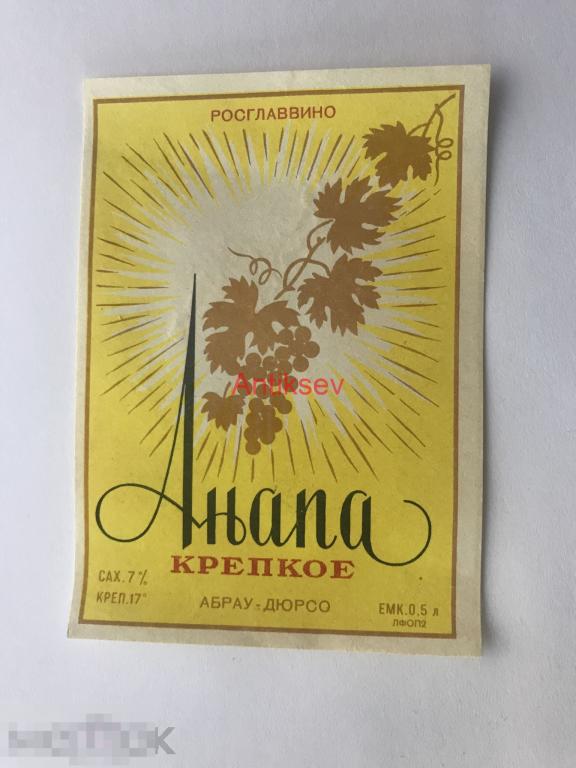 РОСГЛАВВИНО
Antiksev
Анапа
КРЕПКОЕ
САХ. 7%
КРЕП. 17°
АБРАУ-ДЮРСО
ЕМК. 0,5 л
ЛФОП2